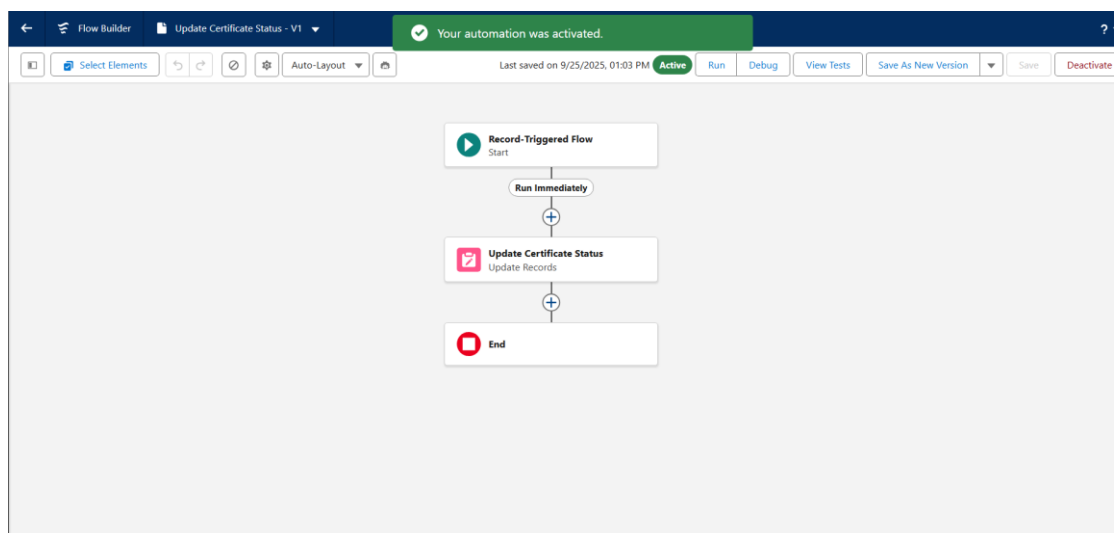 Flow Builder Update Certificate Status - V1 Your automation was activated. ?
Select Elements Auto-Layout Last saved on 9/25/2025, 01:03 PM Active Run Debug View Tests Save As New Version Save Deactivate
Record-Triggered Flow
Start
Run Immediately
Update Certificate Status
Update Records
End